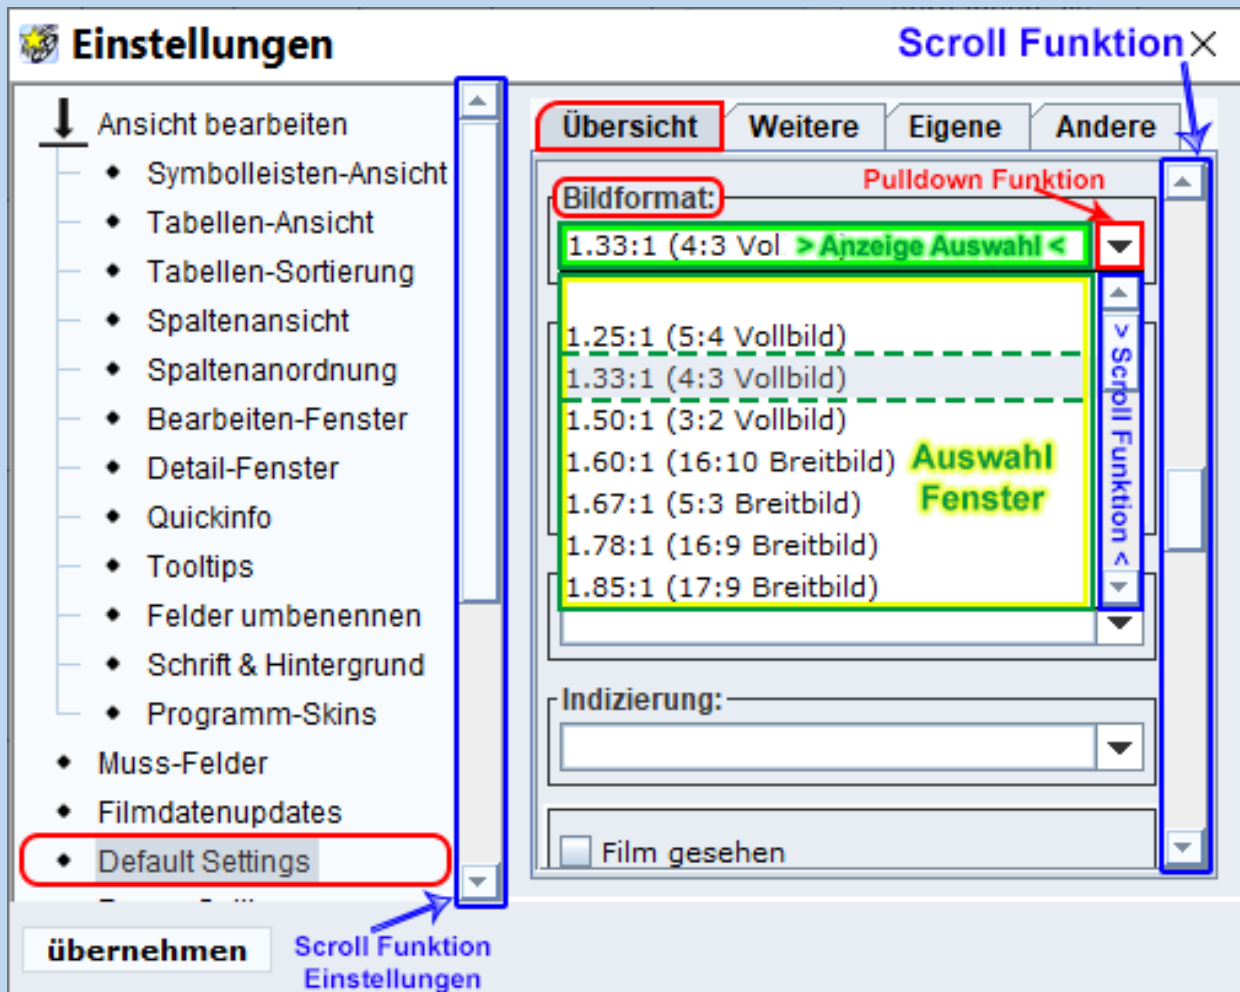 Einstellungen
Scroll Funktion
Ansicht bearbeiten
Symbolleisten-Ansicht
Tabellen-Ansicht
Tabellen-Sortierung
Spaltenansicht
Spaltenanordnung
Bearbeiten-Fenster
Detail-Fenster
Quickinfo
Tooltips
Felder umbenennen
Schrift & Hintergrund
Programm-Skins
Muss-Felder
Filmdatenupdates
Default Settings
übernehmen
Scroll Funktion
Einstellungen
Übersicht Weitere Eigene Andere
Pulldown Funktion
Bildformat:
1.33:1 (4:3 Vol > Anzeige Auswahl <
1.25:1 (5:4 Vollbild)
1.33:1 (4:3 Vollbild)
1.50:1 (3:2 Vollbild)
1.60:1 (16:10 Breitbild)
1.67:1 (5:3 Breitbild)
1.78:1 (16:9 Breitbild)
1.85:1 (17:9 Breitbild)
Auswahl
Fenster
> Scroll Funktion <
Indizierung:
Film gesehen